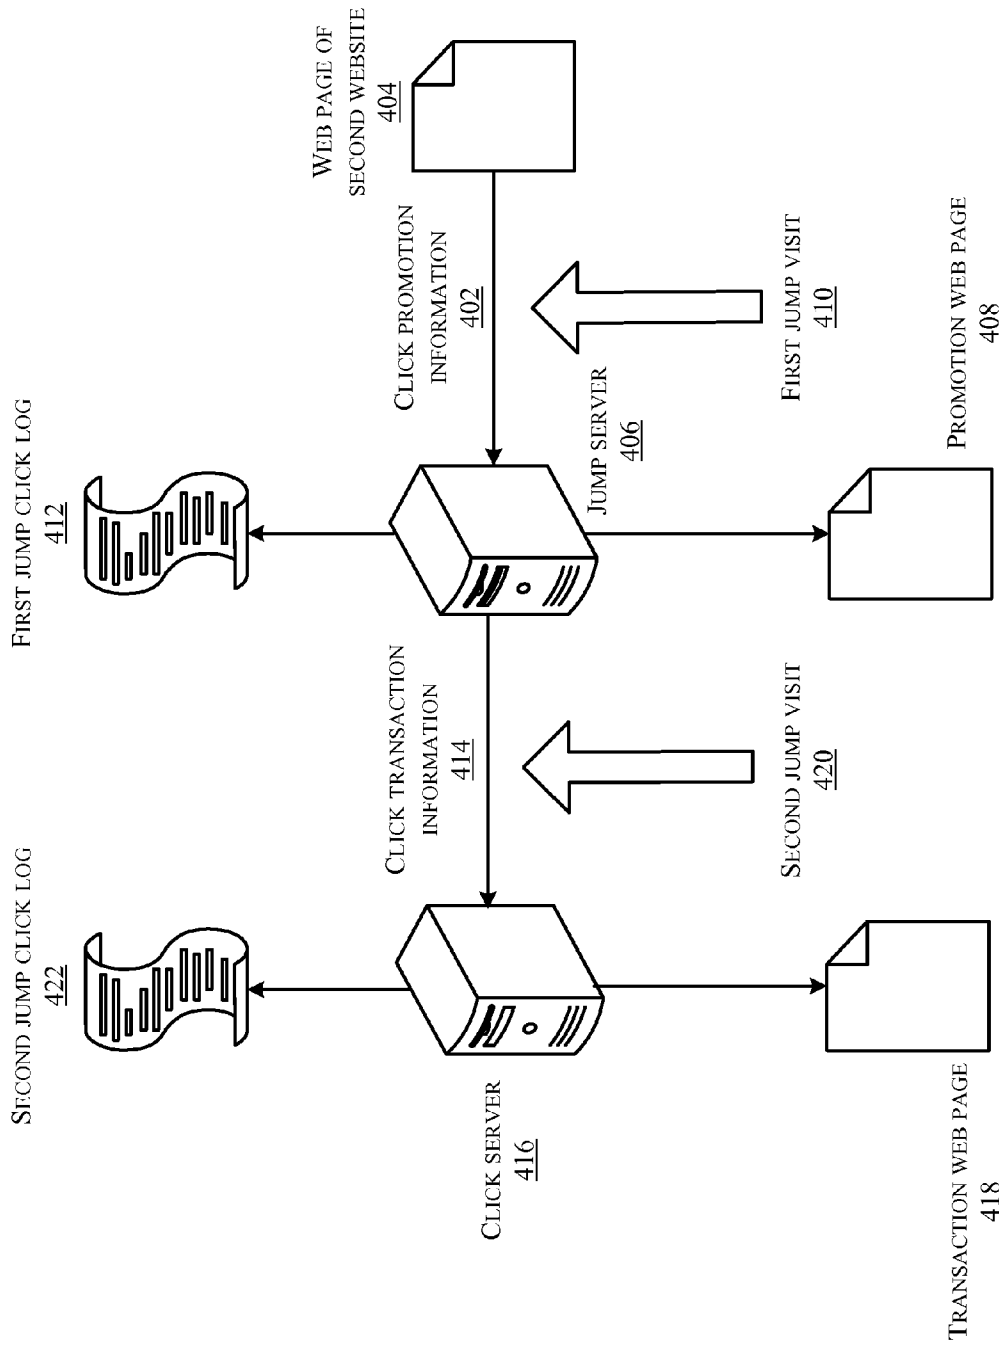 WEB PAGE OF
SECOND WEBSITE
404
CLICK PROMOTION
INFORMATION
402
FIRST JUMP VISIT
410
PROMOTION WEB PAGE
408
JUMP SERVER
406
FIRST JUMP CLICK LOG
412
CLICK TRANSACTION
INFORMATION
414
SECOND JUMP VISIT
420
SECOND JUMP CLICK LOG
422
CLICK SERVER
416
TRANSACTION WEB PAGE
418